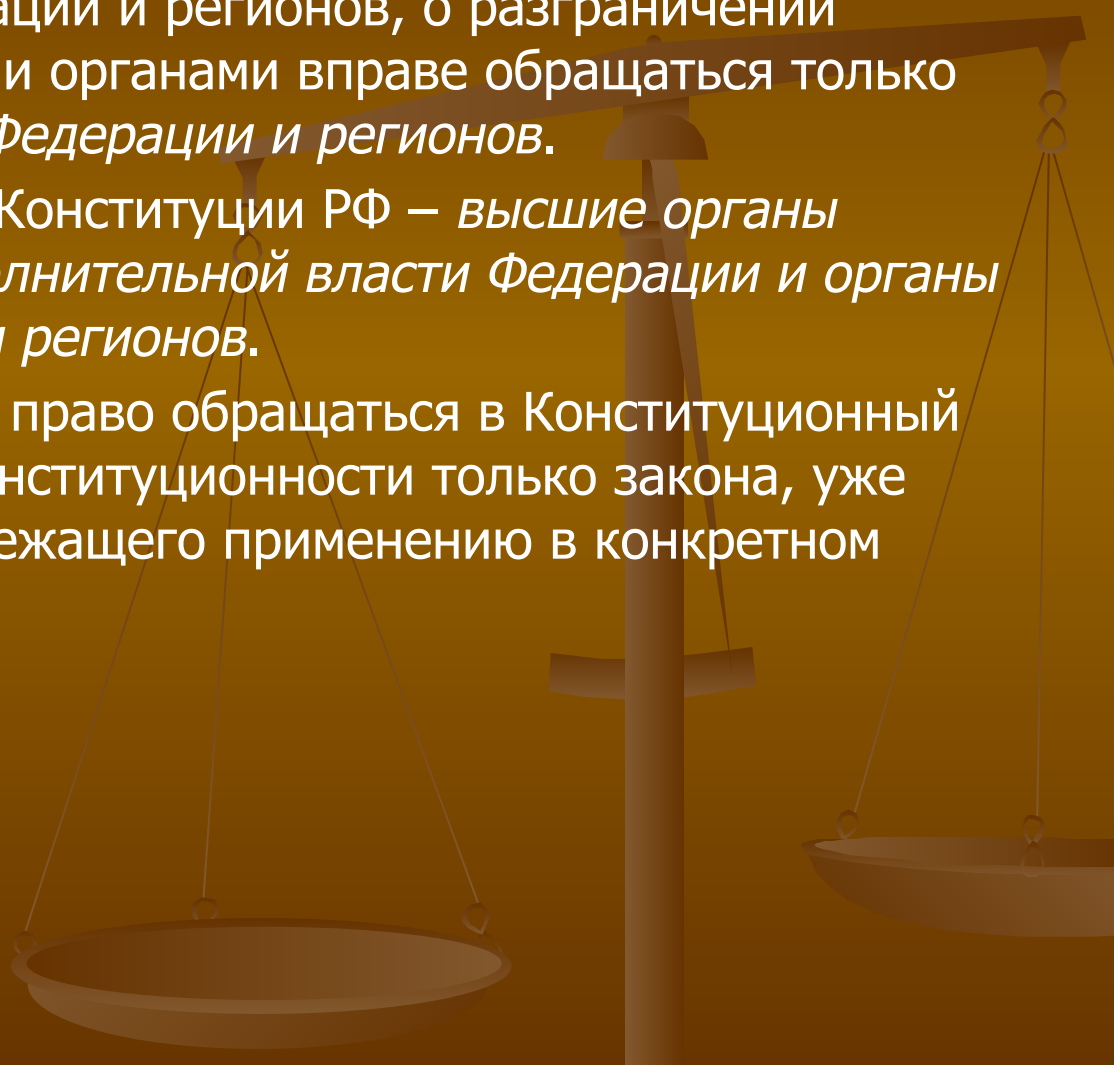 ации и регионов, о разграничении
и органами вправе обращаться только
Федерации и регионов.
Конституции РФ – высшие органы
олнительной власти Федерации и органы
и регионов.
право обращаться в Конституционный
нституционности только закона, уже
ежащего применению в конкретном